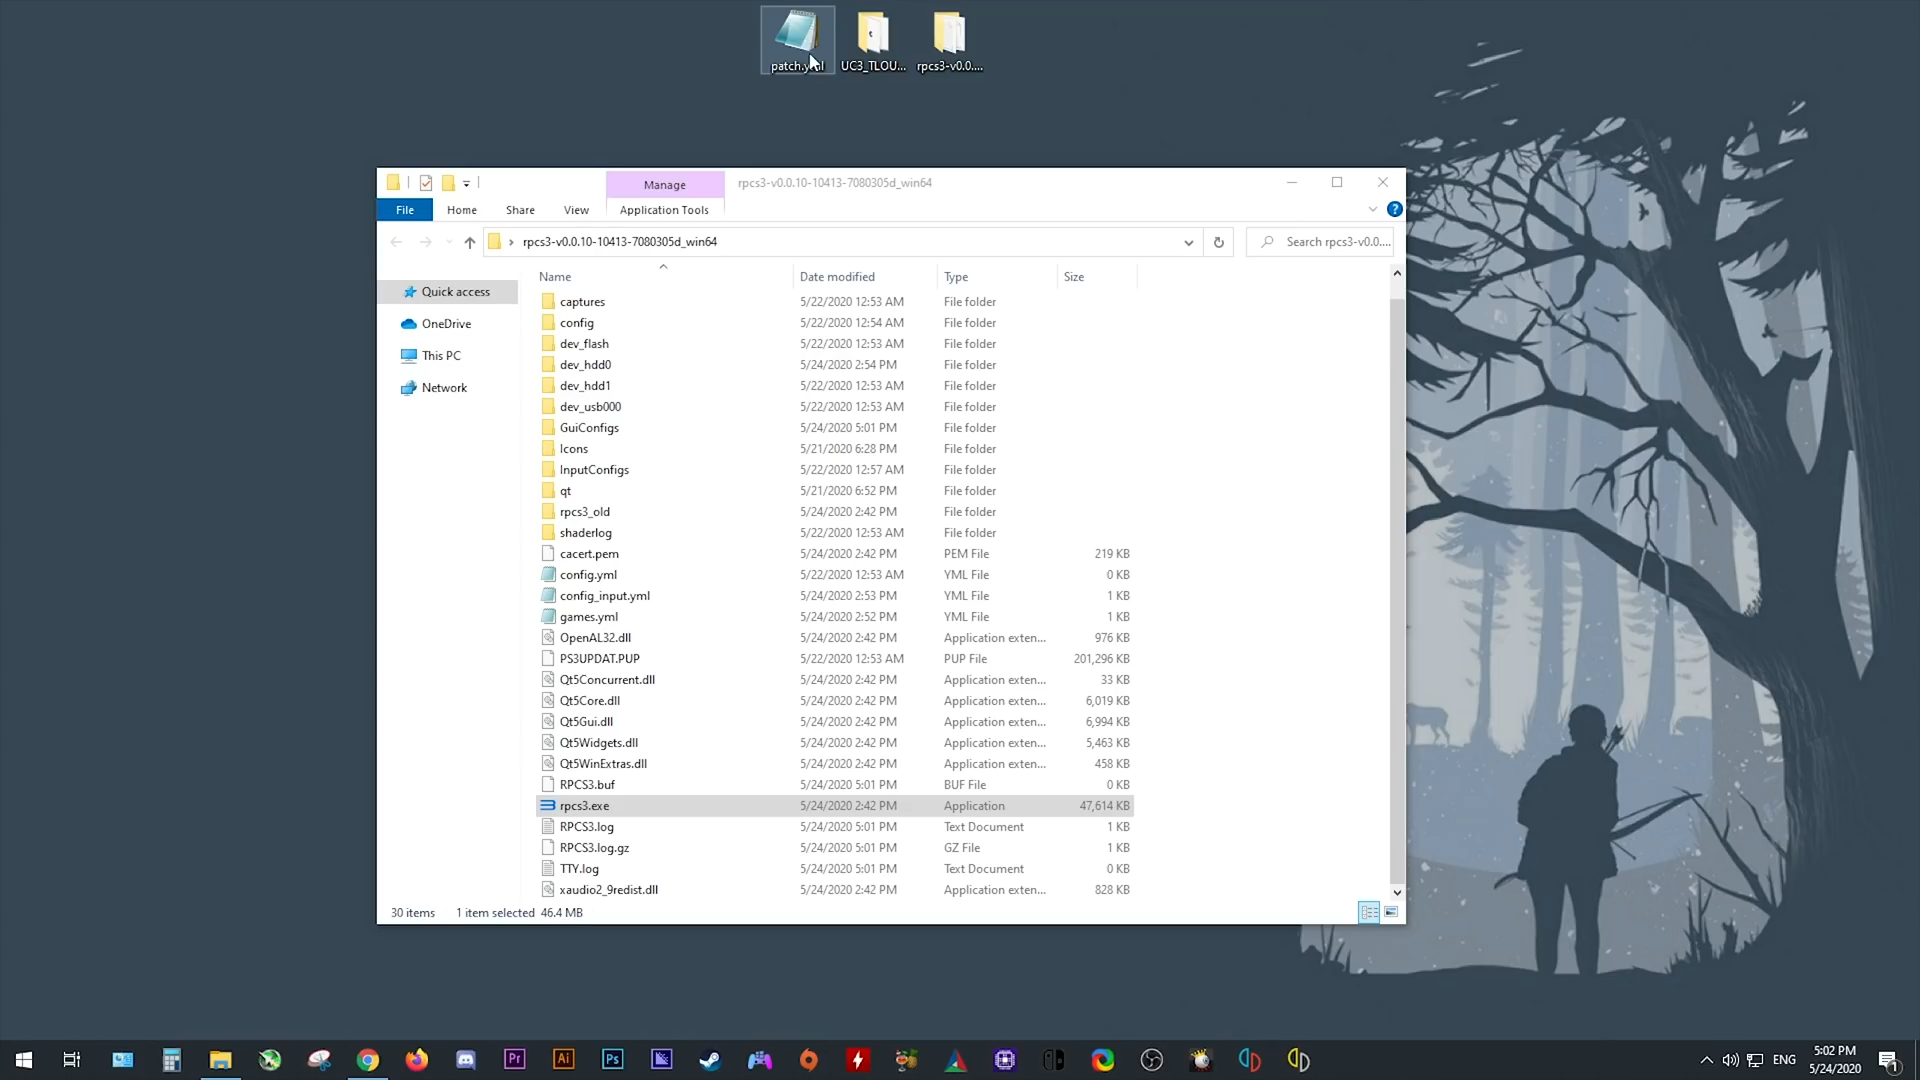 patch.yml
UC3_TLOU...
rpcs3-v0.0....
Manage
rpcs3-v0.0.10-10413-7080305d_win64
File
Home
Share
View
Application Tools
rpcs3-v0.0.10-10413-7080305d_win64
Search rpcs3-v0.0....
Quick access
OneDrive
This PC
Network
Name Date modified Type Size
captures 5/22/2020 12:53 AM File folder
config 5/22/2020 12:54 AM File folder
dev_flash 5/22/2020 12:53 AM File folder
dev_hdd0 5/24/2020 2:54 PM File folder
dev_hdd1 5/22/2020 12:53 AM File folder
dev_usb000 5/22/2020 12:53 AM File folder
GuiConfigs 5/24/2020 5:01 PM File folder
Icons 5/21/2020 6:28 PM File folder
InputConfigs 5/22/2020 12:57 AM File folder
qt 5/21/2020 6:52 PM File folder
rpcs3_old 5/24/2020 2:42 PM File folder
shaderlog 5/22/2020 12:53 AM File folder
cacert.pem 5/24/2020 2:42 PM PEM File 219 KB
config.yml 5/22/2020 12:53 AM YML File 0 KB
config_input.yml 5/24/2020 2:53 PM YML File 1 KB
games.yml 5/24/2020 2:52 PM YML File 1 KB
OpenAL32.dll 5/24/2020 2:42 PM Application exten... 976 KB
PS3UPDAT.PUP 5/22/2020 12:53 AM PUP File 201,296 KB
Qt5Concurrent.dll 5/24/2020 2:42 PM Application exten... 33 KB
Qt5Core.dll 5/24/2020 2:42 PM Application exten... 6,019 KB
Qt5Gui.dll 5/24/2020 2:42 PM Application exten... 6,994 KB
Qt5Widgets.dll 5/24/2020 2:42 PM Application exten... 5,463 KB
Qt5WinExtras.dll 5/24/2020 2:42 PM Application exten... 458 KB
RPCS3.buf 5/24/2020 5:01 PM BUF File 0 KB
rpcs3.exe 5/24/2020 2:42 PM Application 47,614 KB
RPCS3.log 5/24/2020 5:01 PM Text Document 1 KB
RPCS3.log.gz 5/24/2020 5:01 PM GZ File 1 KB
TTY.log 5/24/2020 5:01 PM Text Document 0 KB
xaudio2_9redist.dll 5/24/2020 2:42 PM Application exten... 828 KB
30 items 1 item selected 46.4 MB
Pr
Ai
Ps
ENG
5:02 PM
5/24/2020
1